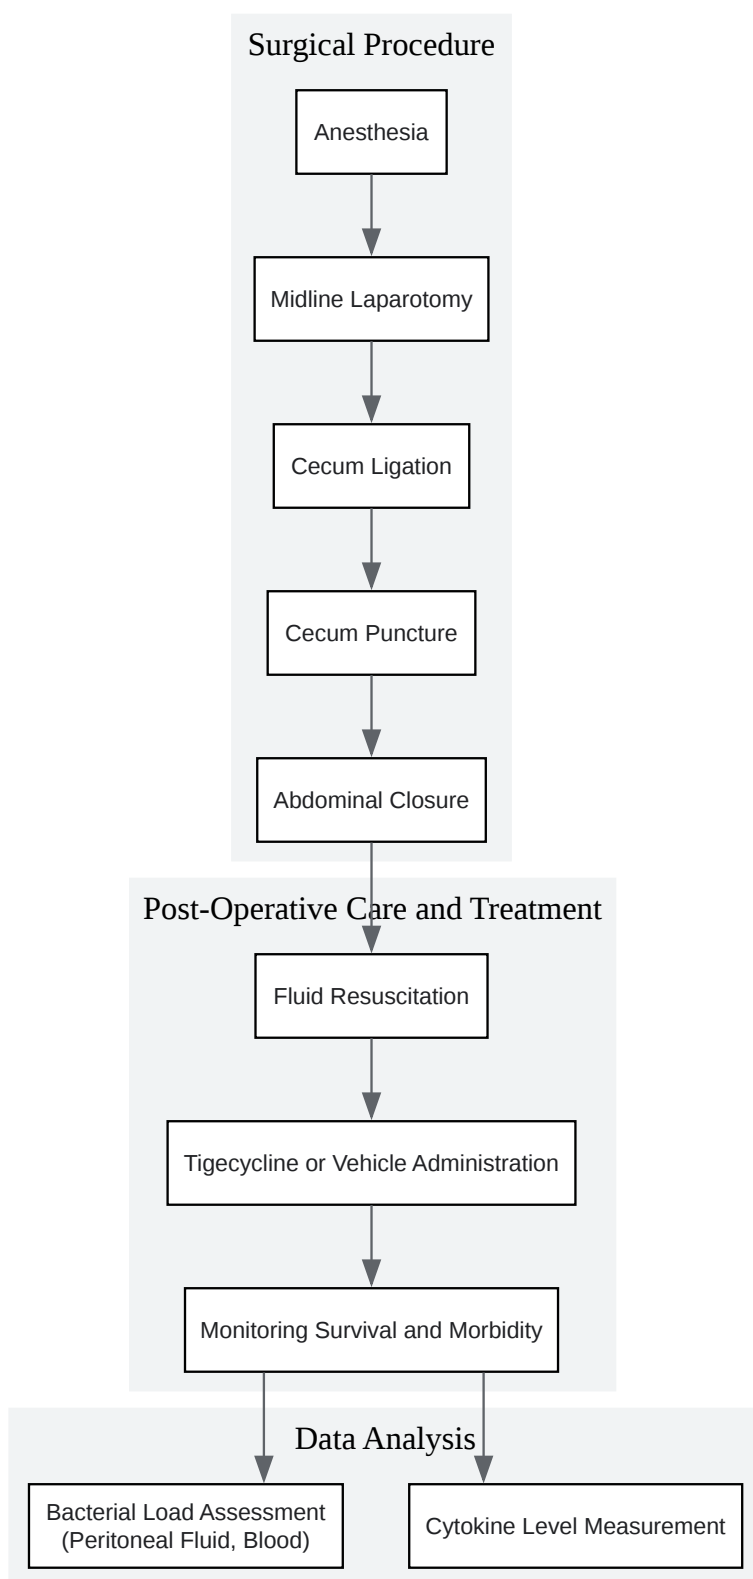 Surgical Procedure
Anesthesia
Midline Laparotomy
Cecum Ligation
Cecum Puncture
Abdominal Closure
Post-Operative Care and Treatment
Fluid Resuscitation
Tigecycline or Vehicle Administration
Monitoring Survival and Morbidity
Data Analysis
Bacterial Load Assessment
(Peritoneal Fluid, Blood)
Cytokine Level Measurement